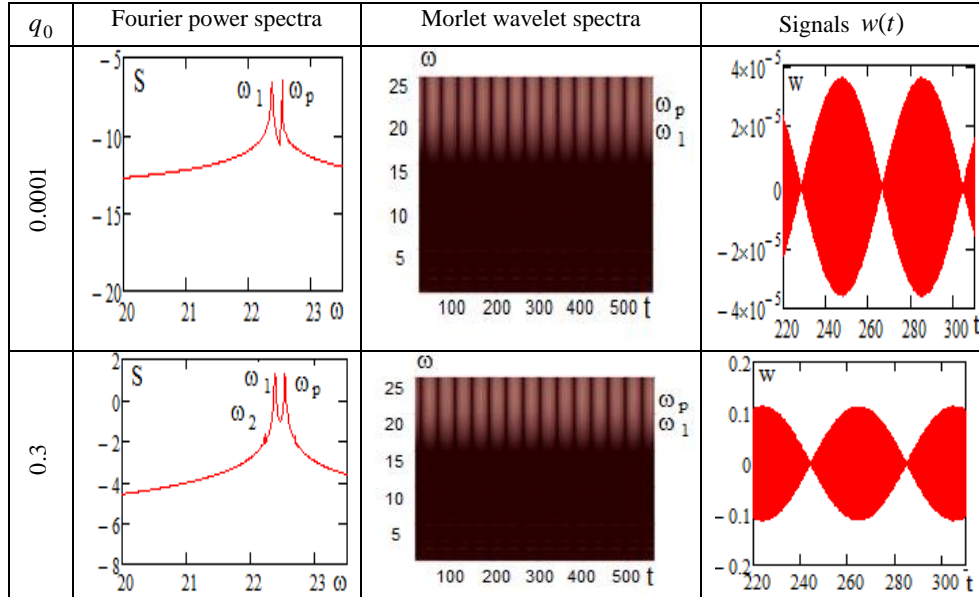 q₀ Fourier power spectra Morlet wavelet spectra Signals w(t)
0.0001
S
ω₁ ω_p
−5
−10
−15
−20
20 21 22 23 ω
ω
25
20
15
10
5
100 200 300 400 500 t
ω_p
ω₁
w
4×10⁻⁵
2×10⁻⁵
0
−2×10⁻⁵
−4×10⁻⁵
220 240 260 280 300 t
0.3
S
ω₁ ω_p
ω₂
2
0
−2
−4
−6
−8
20 21 22 23 ω
ω
25
20
15
10
5
100 200 300 400 500 t
ω_p
ω₁
w
0.2
0.1
0
−0.1
−0.2
220 240 260 280 300 t